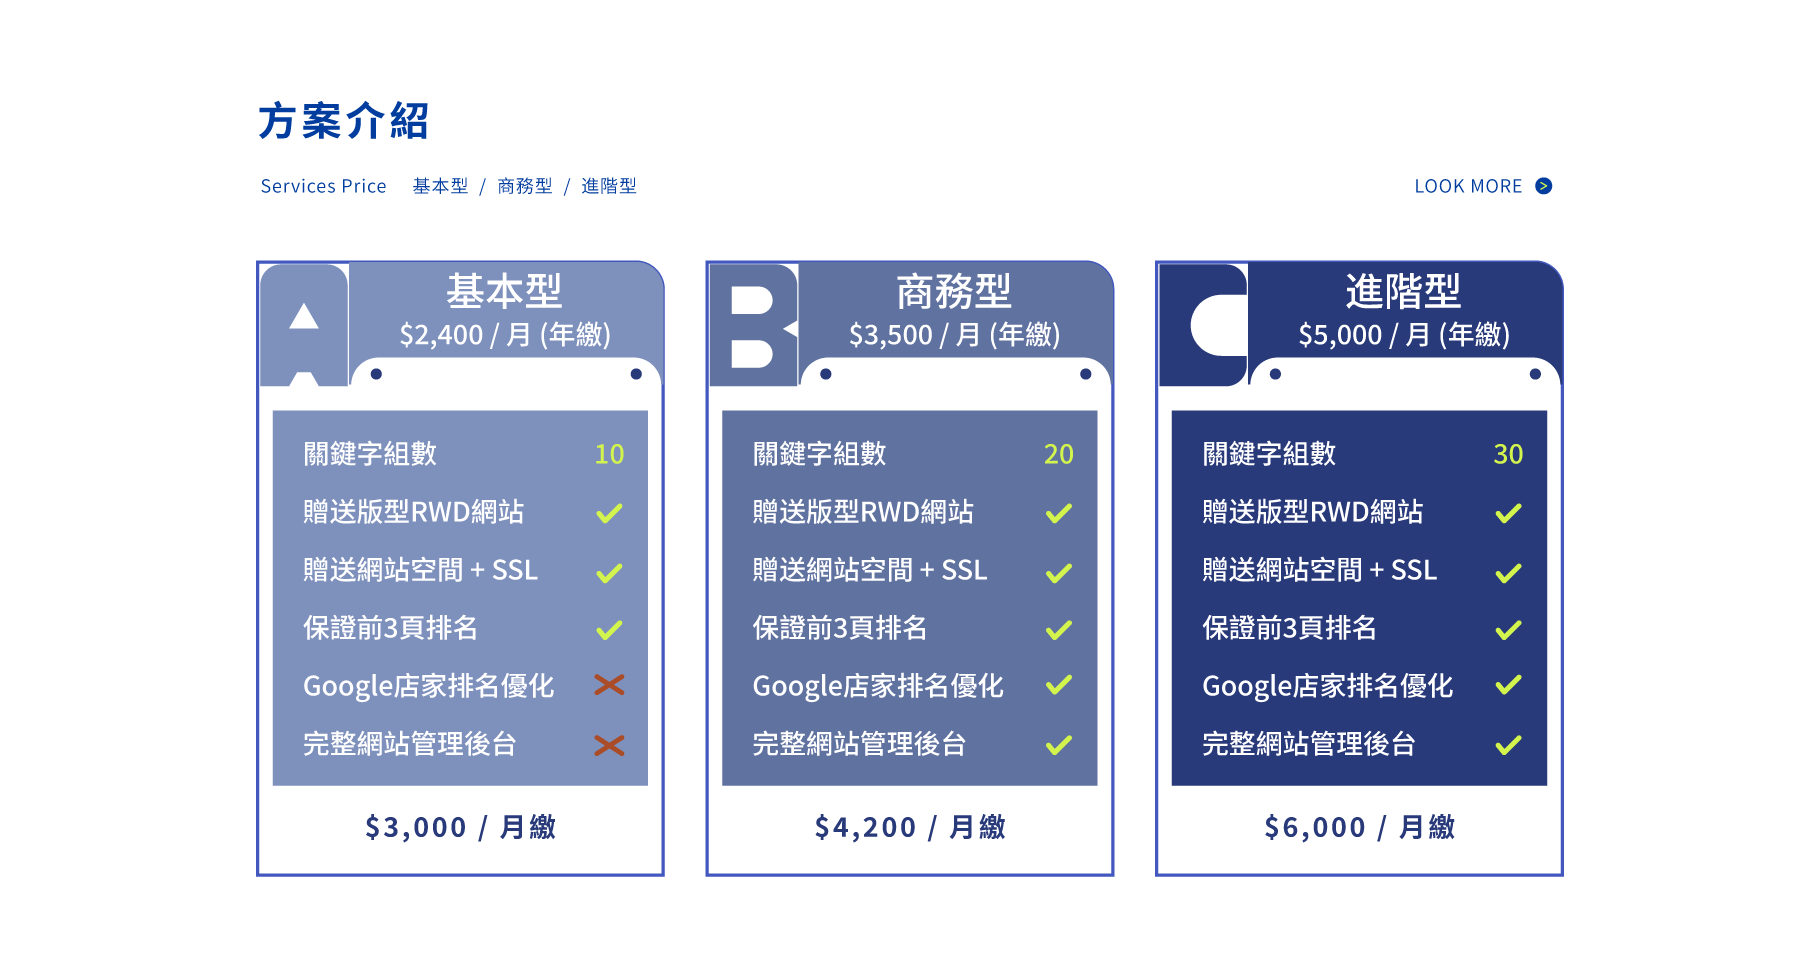 方案介紹
Services Price 基本型 / 商務型 / 進階型
LOOK MORE >
A
基本型
$2,400 / 月 (年繳)
關鍵字組數 10
贈送版型RWD網站
贈送網站空間 + SSL
保證前3頁排名
Google店家排名優化
完整網站管理後台
$3,000 / 月繳
B
商務型
$3,500 / 月 (年繳)
關鍵字組數 20
贈送版型RWD網站
贈送網站空間 + SSL
保證前3頁排名
Google店家排名優化
完整網站管理後台
$4,200 / 月繳
C
進階型
$5,000 / 月 (年繳)
關鍵字組數 30
贈送版型RWD網站
贈送網站空間 + SSL
保證前3頁排名
Google店家排名優化
完整網站管理後台
$6,000 / 月繳